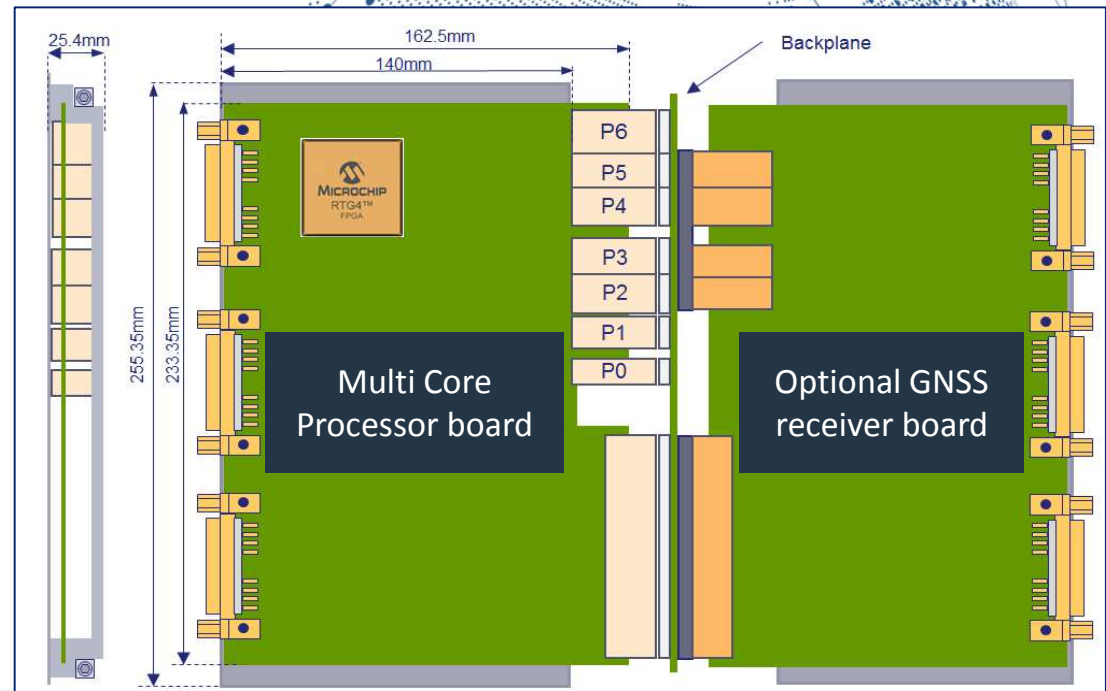 25.4mm
162.5mm
140mm
Backplane
255.35mm
233.35mm
MICROCHIP
RTG4™
FPGA
P6
P5
P4
P3
P2
P1
P0
Multi Core
Processor board
Optional GNSS
receiver board